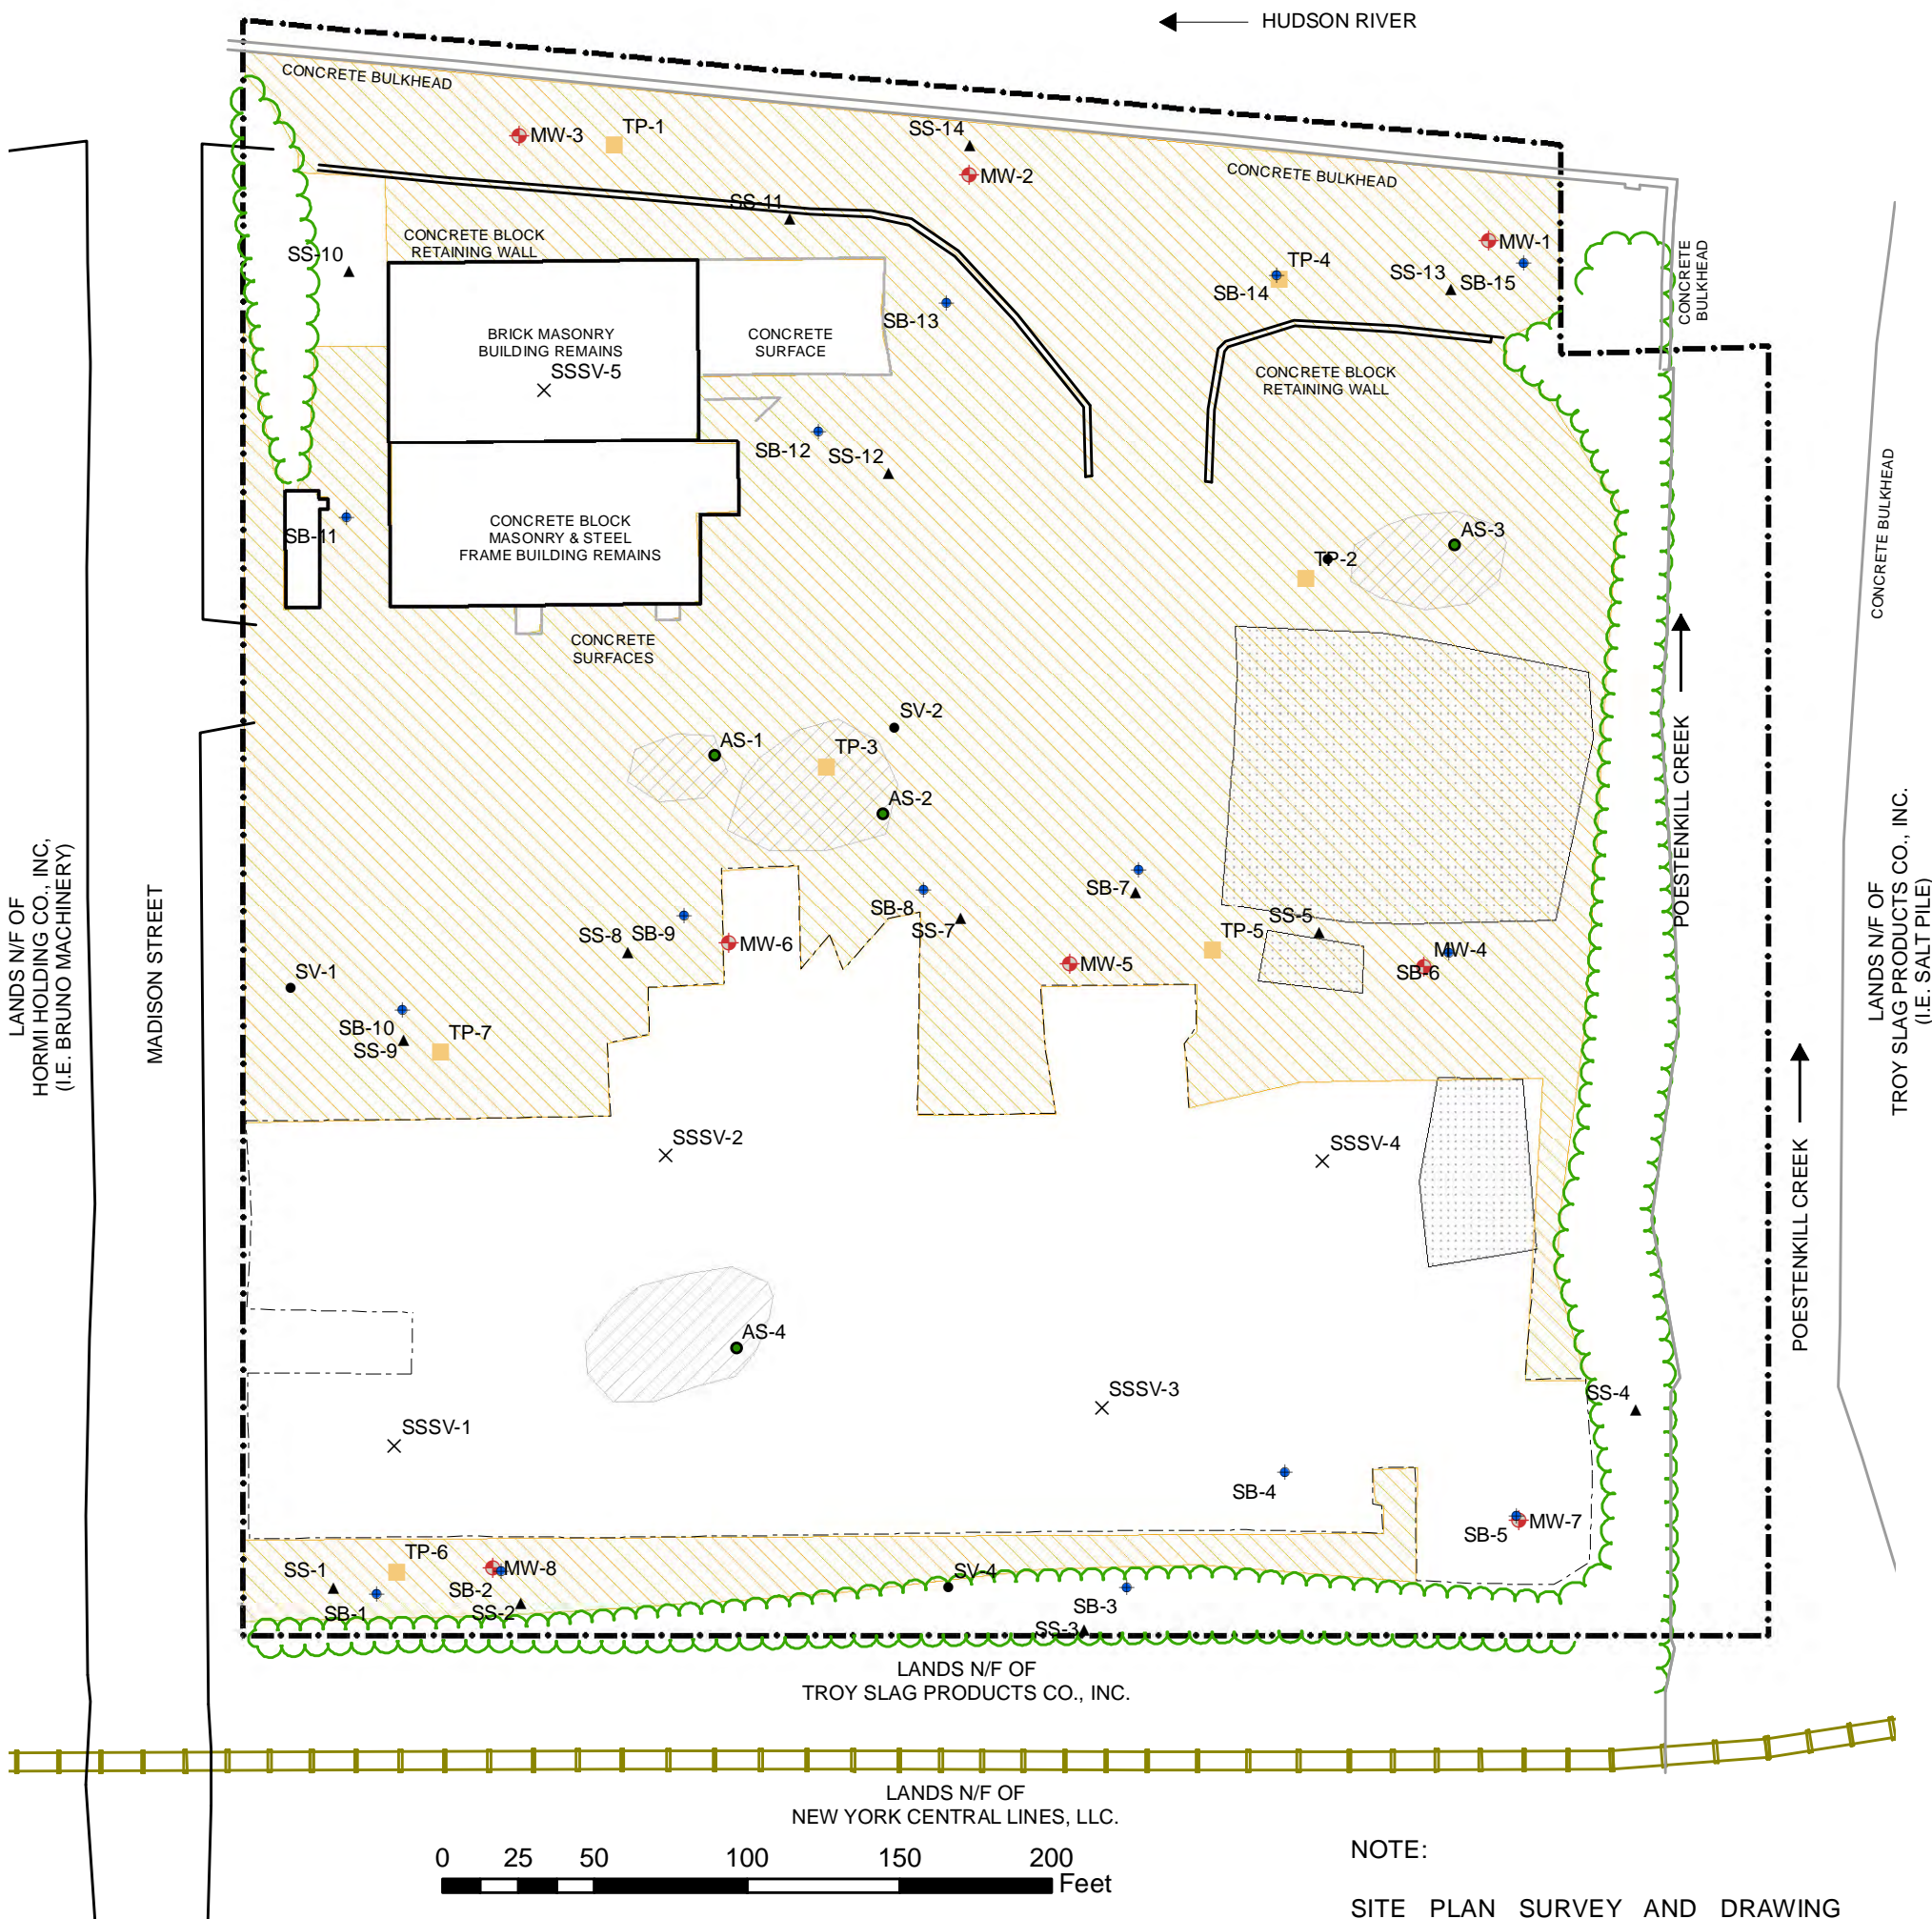 HUDSON RIVER
CONCRETE BULKHEAD
MW-3
TP-1
SS-14
MW-2
CONCRETE BULKHEAD
SS-11
CONCRETE BLOCK
RETAINING WALL
SS-10
MW-1
TP-4
SB-14
SS-13
SB-15
CONCRETE
BULKHEAD
SB-13
BRICK MASONRY
BUILDING REMAINS
SSSV-5
CONCRETE
SURFACE
CONCRETE BLOCK
RETAINING WALL
SB-12
SS-12
CONCRETE BULKHEAD
SB-11
CONCRETE BLOCK
MASONRY & STEEL
FRAME BUILDING REMAINS
AS-3
TP-2
CONCRETE
SURFACES
SV-2
AS-1
TP-3
AS-2
POESTENKILL CREEK
LANDS N/F OF
HORMI HOLDING CO., INC,
(I.E. BRUNO MACHINERY)
MADISON STREET
LANDS N/F OF
TROY SLAG PRODUCTS CO., INC.
(I.E. SALT PILE)
SB-7
SB-8
SS-7
SS-5
SS-8
SB-9
MW-6
TP-5
MW-5
MW-4
SB-6
SV-1
SB-10
SS-9
TP-7
SSSV-2
SSSV-4
POESTENKILL CREEK
AS-4
SSSV-3
SS-4
SSSV-1
SB-4
SB-5
MW-7
TP-6
SS-1
SB-1
MW-8
SB-2
SS-2
SV-4
SB-3
SS-3
LANDS N/F OF
TROY SLAG PRODUCTS CO., INC.
LANDS N/F OF
NEW YORK CENTRAL LINES, LLC.
0 25 50 100 150 200
Feet
NOTE:
SITE PLAN SURVEY AND DRAWING